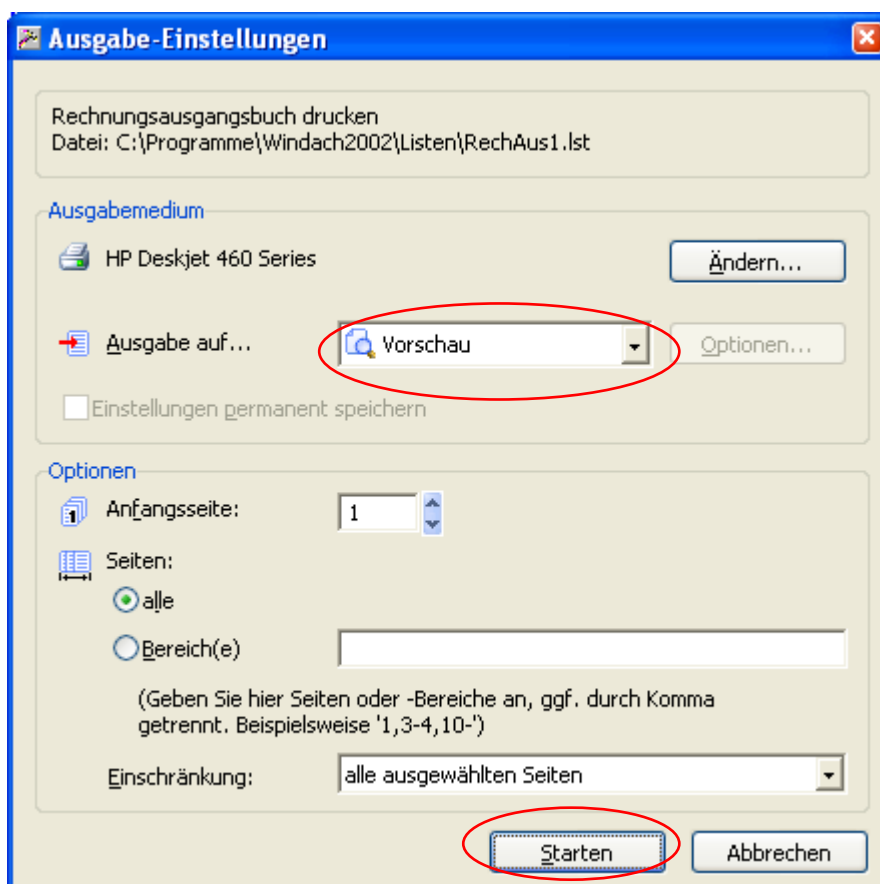 Ausgabe-Einstellungen
Rechnungsausgangsbuch drucken
Datei: C:\Programme\Windach2002\Listen\RechAus1.lst
Ausgabemedium
HP Deskjet 460 Series
Ändern...
Ausgabe auf...
Vorschau
Optionen...
Einstellungen permanent speichern
Optionen
Anfangsseite:
1
Seiten:
alle
Bereich(e)
(Geben Sie hier Seiten oder -Bereiche an, ggf. durch Komma
getrennt. Beispielsweise '1,3-4,10-')
Einschränkung:
alle ausgewählten Seiten
Starten
Abbrechen